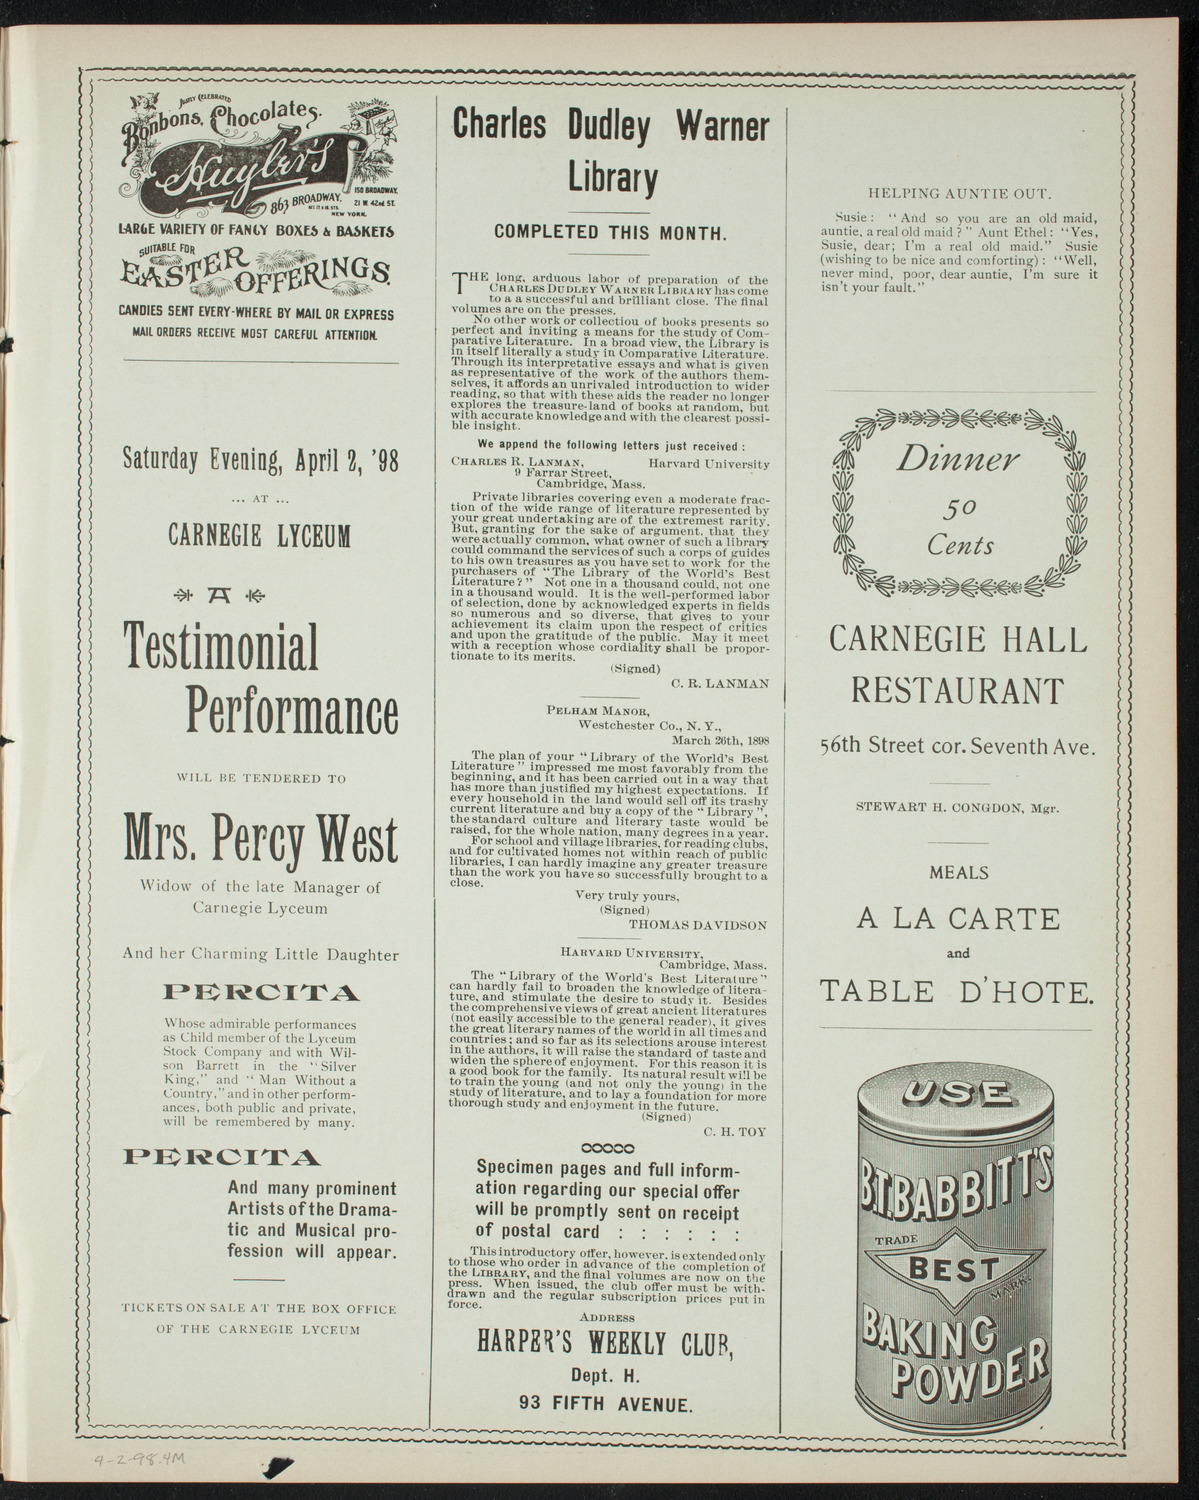 JUSTLY CELEBRATED
Bonbons, Chocolates.
Huyler's
863 BROADWAY.
150 BROADWAY.
21 W. 42nd ST.
NEW YORK.
LARGE VARIETY OF FANCY BOXES & BASKETS
SUITABLE FOR
EASTER OFFERINGS.
CANDIES SENT EVERY-WHERE BY MAIL OR EXPRESS
MAIL ORDERS RECEIVE MOST CAREFUL ATTENTION.
Saturday Evening, April 2, '98
... AT ...
CARNEGIE LYCEUM
A
Testimonial
Performance
WILL BE TENDERED TO
Mrs. Percy West
Widow of the late Manager of
Carnegie Lyceum
And her Charming Little Daughter
PERCITA
Whose admirable performances
as Child member of the Lyceum
Stock Company and with Wil-
son Barrett in the "Silver
King," and "Man Without a
Country," and in other perform-
ances, both public and private,
will be remembered by many.
PERCITA
And many prominent
Artists of the Drama-
tic and Musical pro-
fession will appear.
TICKETS ON SALE AT THE BOX OFFICE
OF THE CARNEGIE LYCEUM
Charles Dudley Warner
Library
COMPLETED THIS MONTH.
THE long, arduous labor of preparation of the
CHARLES DUDLEY WARNER LIBRARY has come
to a a successful and brilliant close. The final
volumes are on the presses.
No other work or collection of books presents so
perfect and inviting a means for the study of Com-
parative Literature. In a broad view, the Library is
in itself literally a study in Comparative Literature.
Through its interpretative essays and what is given
as representative of the work of the authors them-
selves, it affords an unrivaled introduction to wider
reading, so that with these aids the reader no longer
explores the treasure-land of books at random, but
with accurate knowledge and with the clearest possi-
ble insight.
We append the following letters just received :
CHARLES R. LANMAN, Harvard University
9 Farrar Street,
Cambridge, Mass.
Private libraries covering even a moderate frac-
tion of the wide range of literature represented by
your great undertaking are of the extremest rarity.
But, granting for the sake of argument, that they
were actually common, what owner of such a library
could command the services of such a corps of guides
to his own treasures as you have set to work for the
purchasers of "The Library of the World's Best
Literature?" Not one in a thousand could, not one
in a thousand would. It is the well-performed labor
of selection, done by acknowledged experts in fields
so numerous and so diverse, that gives to your
achievement its claim upon the respect of critics
and upon the gratitude of the public. May it meet
with a reception whose cordiality shall be propor-
tionate to its merits.
(Signed)
C. R. LANMAN
PELHAM MANOR,
Westchester Co., N. Y.,
March 26th, 1898
The plan of your "Library of the World's Best
Literature" impressed me most favorably from the
beginning, and it has been carried out in a way that
has more than justified my highest expectations. If
every household in the land would sell off its trashy
current literature and buy a copy of the "Library",
the standard culture and literary taste would be
raised, for the whole nation, many degrees in a year.
For school and village libraries, for reading clubs,
and for cultivated homes not within reach of public
libraries, I can hardly imagine any greater treasure
than the work you have so successfully brought to a
close.
Very truly yours,
(Signed)
THOMAS DAVIDSON
HARVARD UNIVERSITY,
Cambridge, Mass.
The "Library of the World's Best Literature"
can hardly fail to broaden the knowledge of litera-
ture, and stimulate the desire to study it. Besides
the comprehensive views of great ancient literatures
(not easily accessible to the general reader), it gives
the great literary names of the world in all times and
countries; and so far as its selections arouse interest
in the authors, it will raise the standard of taste and
widen the sphere of enjoyment. For this reason it is
a good book for the family. Its natural result will be
to train the young (and not only the young) in the
study of literature, and to lay a foundation for more
thorough study and enjoyment in the future.
(Signed)
C. H. TOY
Specimen pages and full inform-
ation regarding our special offer
will be promptly sent on receipt
of postal card : : : : : :
This introductory offer, however, is extended only
to those who order in advance of the completion of
the LIBRARY, and the final volumes are now on the
press. When issued, the club offer must be with-
drawn and the regular subscription prices put in
force.
ADDRESS
HARPER'S WEEKLY CLUB,
Dept. H.
93 FIFTH AVENUE.
HELPING AUNTIE OUT.
Susie: "And so you are an old maid,
auntie, a real old maid?" Aunt Ethel: "Yes,
Susie, dear; I'm a real old maid." Susie
(wishing to be nice and comforting): "Well,
never mind, poor, dear auntie, I'm sure it
isn't your fault."
Dinner
50
Cents
CARNEGIE HALL
RESTAURANT
56th Street cor. Seventh Ave.
STEWART H. CONGDON, Mgr.
MEALS
A LA CARTE
and
TABLE D'HOTE.
USE
B.T. BABBITT'S
TRADE
BEST
MARK.
BAKING
POWDER
4-2-98.4M